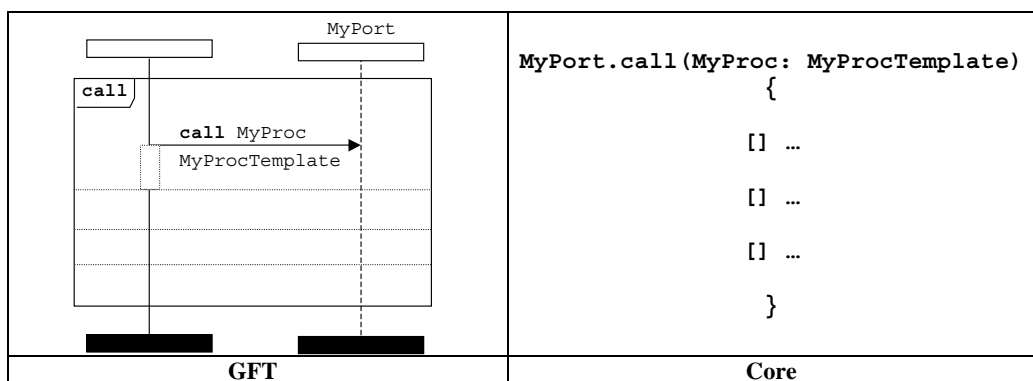 MyPort
call
call MyProc
MyProcTemplate
MyPort.call(MyProc: MyProcTemplate)
{
[] …
[] …
[] …
}
GFT
Core